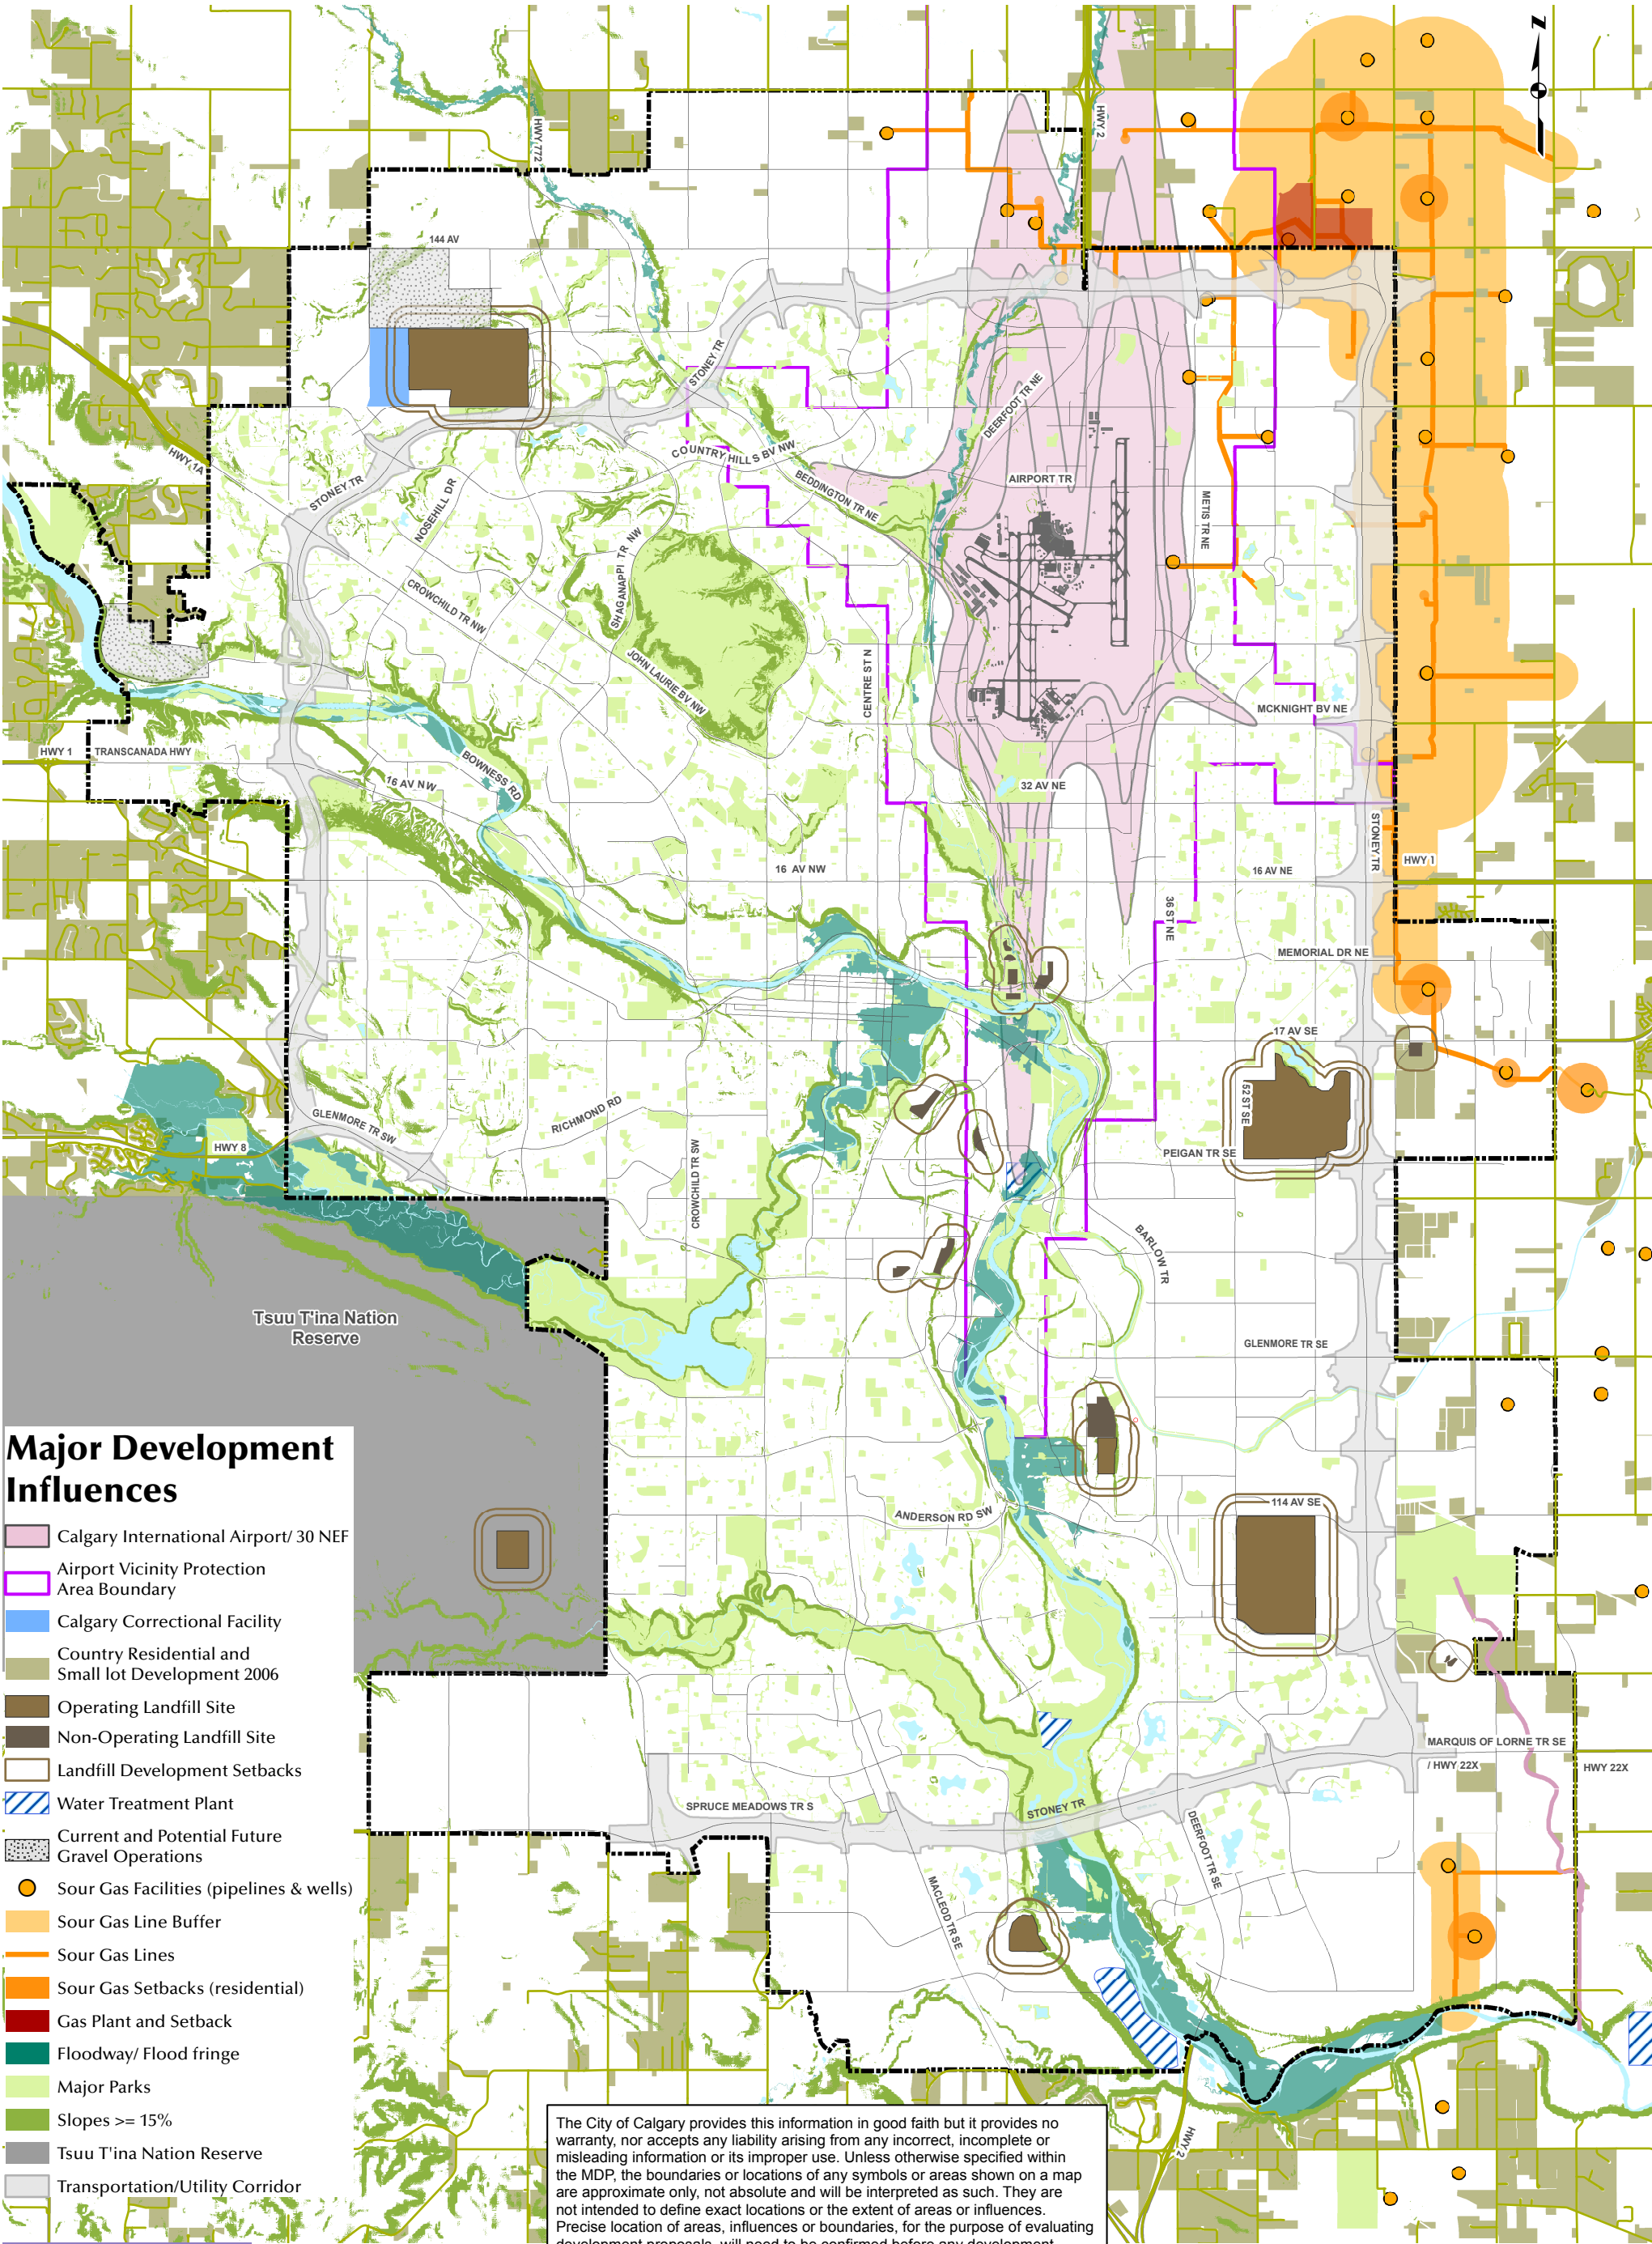 N
HWY 772
HWY 2
144 AV
STONEY TR
DEERFOOT TR NE
COUNTRY HILLS BV NW
HWY 1A
STONEY TR
NOSEHILL DR
BEDDINGTON TR NE
AIRPORT TR
METIS TR NE
SHAGANAPPI TR NW
CROWCHILD TR NW
JOHN LAURIE BV NW
CENTRE ST N
MCKNIGHT BV NE
HWY 1
TRANSCANADA HWY
BOWNESS RD
16 AV NW
32 AV NE
STONEY TR
HWY 1
16 AV NW
16 AV NE
36 ST NE
MEMORIAL DR NE
17 AV SE
52 ST SE
GLENMORE TR SW
RICHMOND RD
HWY 8
CROWCHILD TR SW
PEIGAN TR SE
BARLOW TR
Tsuu T'ina Nation
Reserve
GLENMORE TR SE
114 AV SE
ANDERSON RD SW
MARQUIS OF LORNE TR SE
/ HWY 22X
HWY 22X
SPRUCE MEADOWS TR S
STONEY TR
DEERFOOT TR SE
MACLEOD TR SE
HWY 2
Major Development
Influences
Calgary International Airport/ 30 NEF
Airport Vicinity Protection
Area Boundary
Calgary Correctional Facility
Country Residential and
Small lot Development 2006
Operating Landfill Site
Non-Operating Landfill Site
Landfill Development Setbacks
Water Treatment Plant
Current and Potential Future
Gravel Operations
Sour Gas Facilities (pipelines & wells)
Sour Gas Line Buffer
Sour Gas Lines
Sour Gas Setbacks (residential)
Gas Plant and Setback
Floodway/ Flood fringe
Major Parks
Slopes >= 15%
Tsuu T'ina Nation Reserve
Transportation/Utility Corridor
The City of Calgary provides this information in good faith but it provides no
warranty, nor accepts any liability arising from any incorrect, incomplete or
misleading information or its improper use. Unless otherwise specified within
the MDP, the boundaries or locations of any symbols or areas shown on a map
are approximate only, not absolute and will be interpreted as such. They are
not intended to define exact locations or the extent of areas or influences.
Precise location of areas, influences or boundaries, for the purpose of evaluating
development proposals, will need to be confirmed before any development